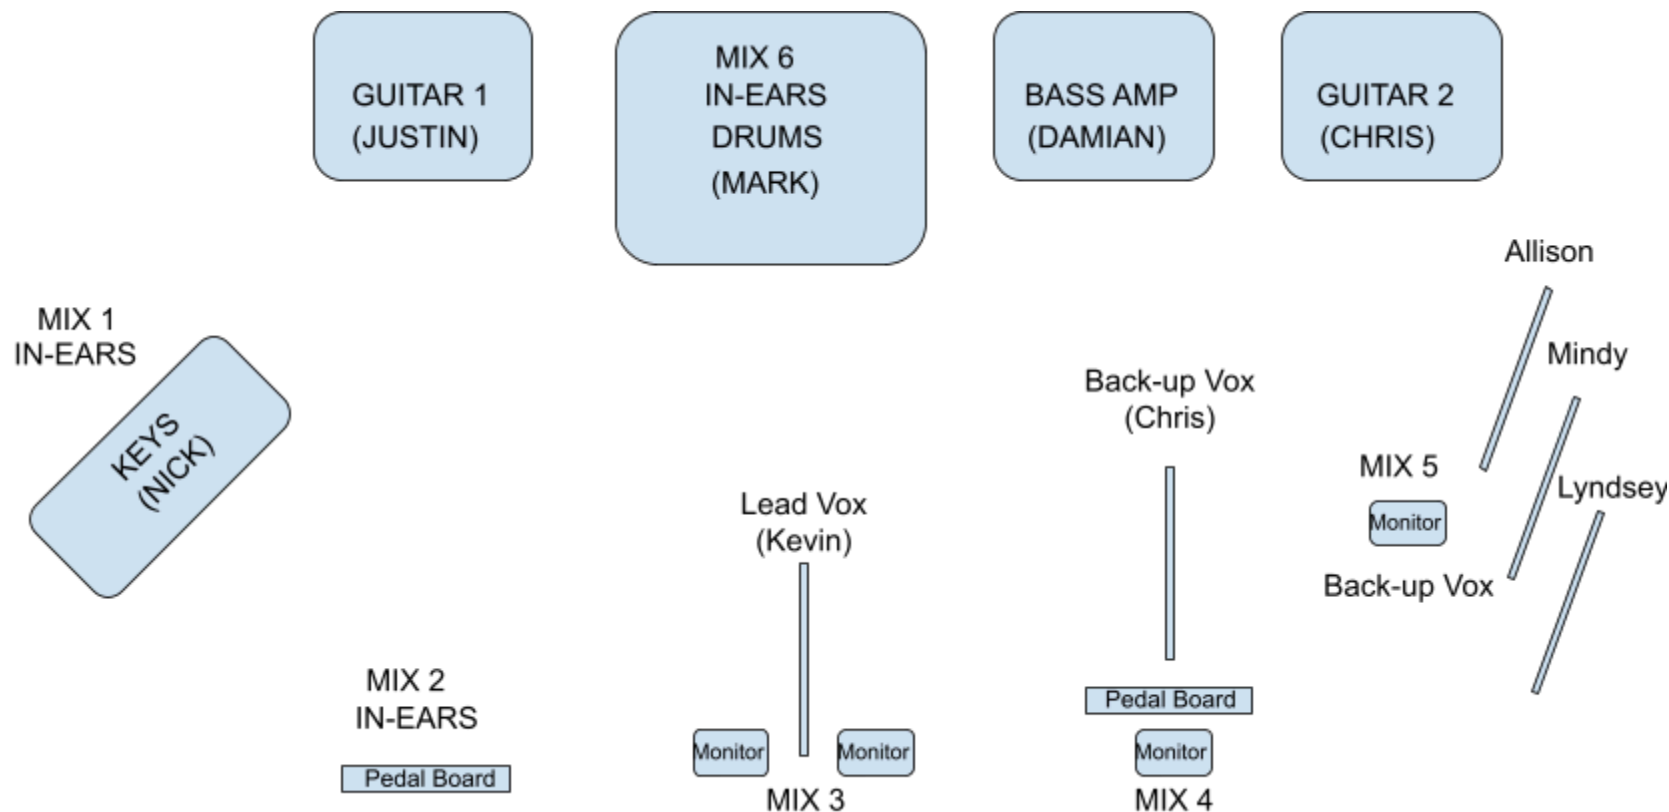 GUITAR 1
(JUSTIN)
MIX 6
IN-EARS
DRUMS
(MARK)
BASS AMP
(DAMIAN)
GUITAR 2
(CHRIS)
Allison
Mindy
Lyndsey
MIX 1
IN-EARS
KEYS
(NICK)
Back-up Vox
(Chris)
MIX 5
Monitor
Back-up Vox
Lead Vox
(Kevin)
MIX 2
IN-EARS
Pedal Board
Monitor
Monitor
MIX 3
Pedal Board
Monitor
MIX 4